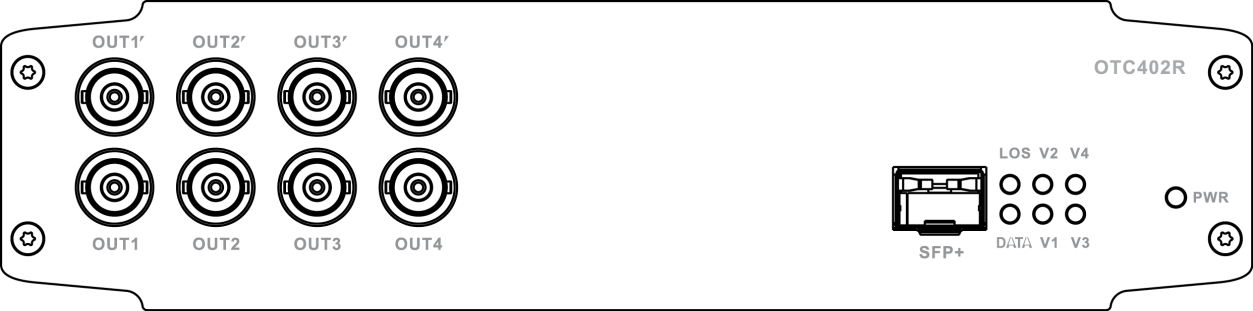 OUT1′ OUT2′ OUT3′ OUT4′
OTC402R
LOS V2 V4
PWR
DATA V1 V3
OUT1 OUT2 OUT3 OUT4
SFP+